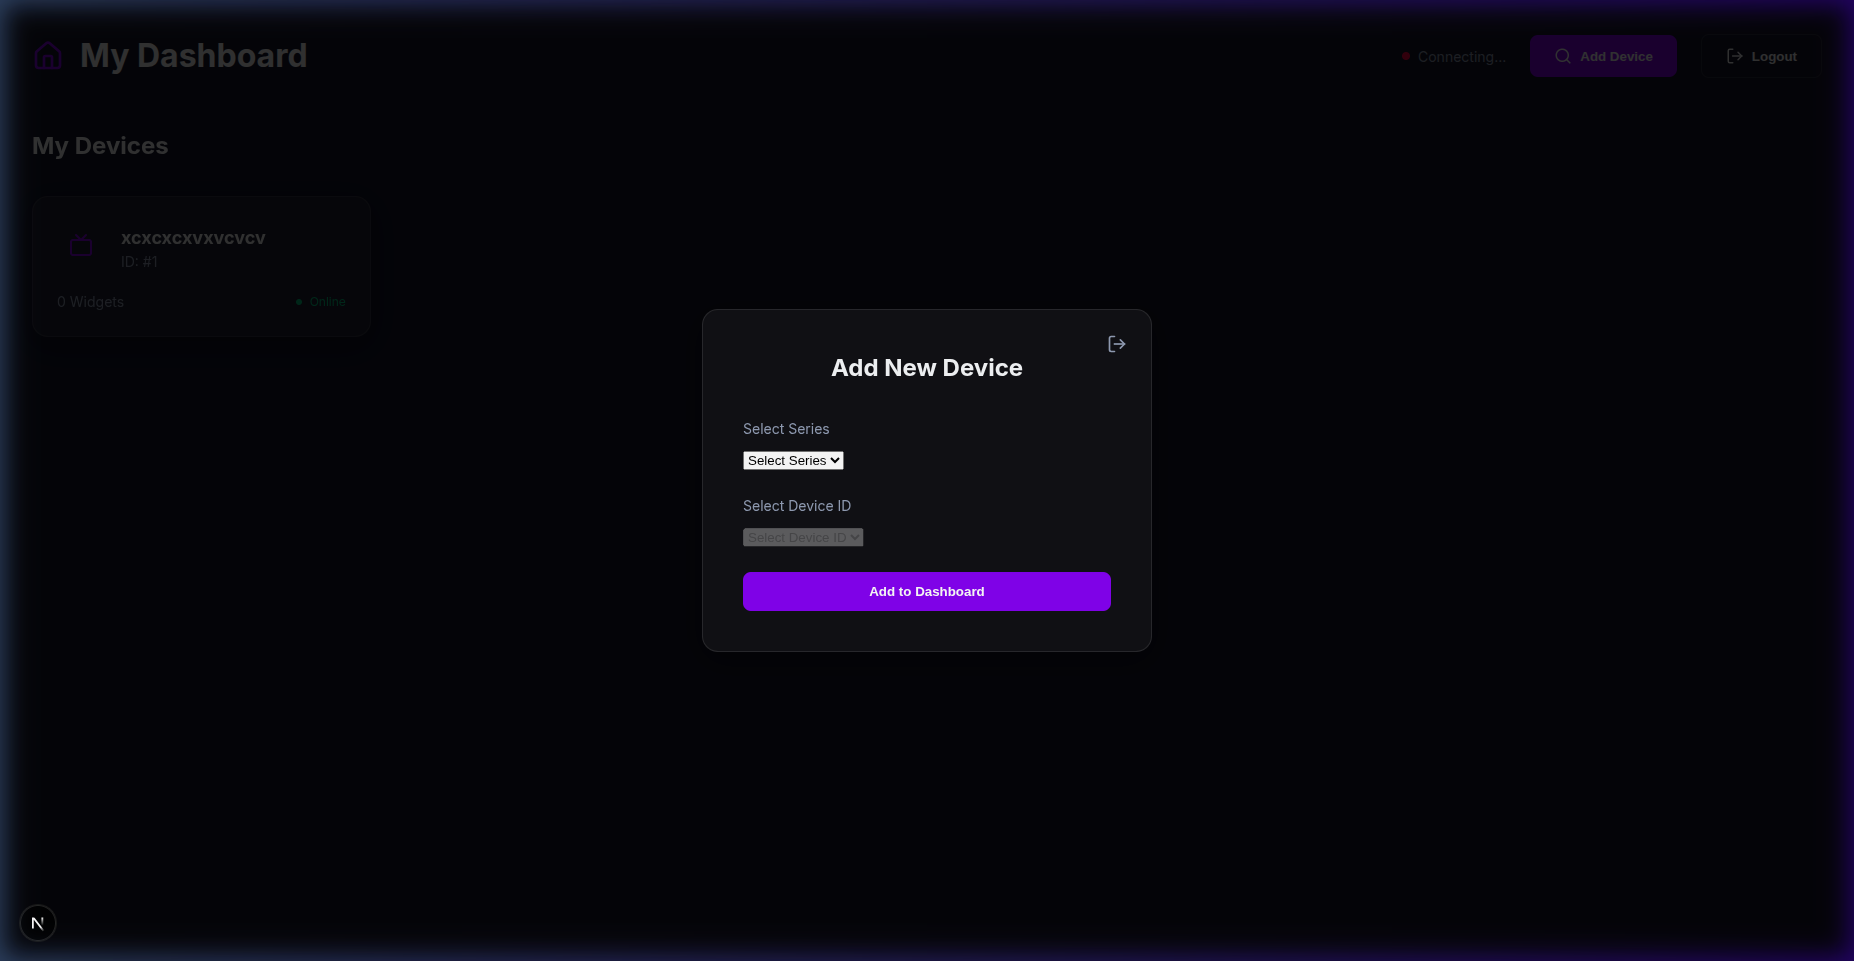 My Dashboard
Connecting...
Add Device
Logout
My Devices
xcxcxcxvxvcvcv
ID: #1
0 Widgets
Online
Add New Device
Select Series
Select Series
Select Device ID
Select Device ID
Add to Dashboard
N